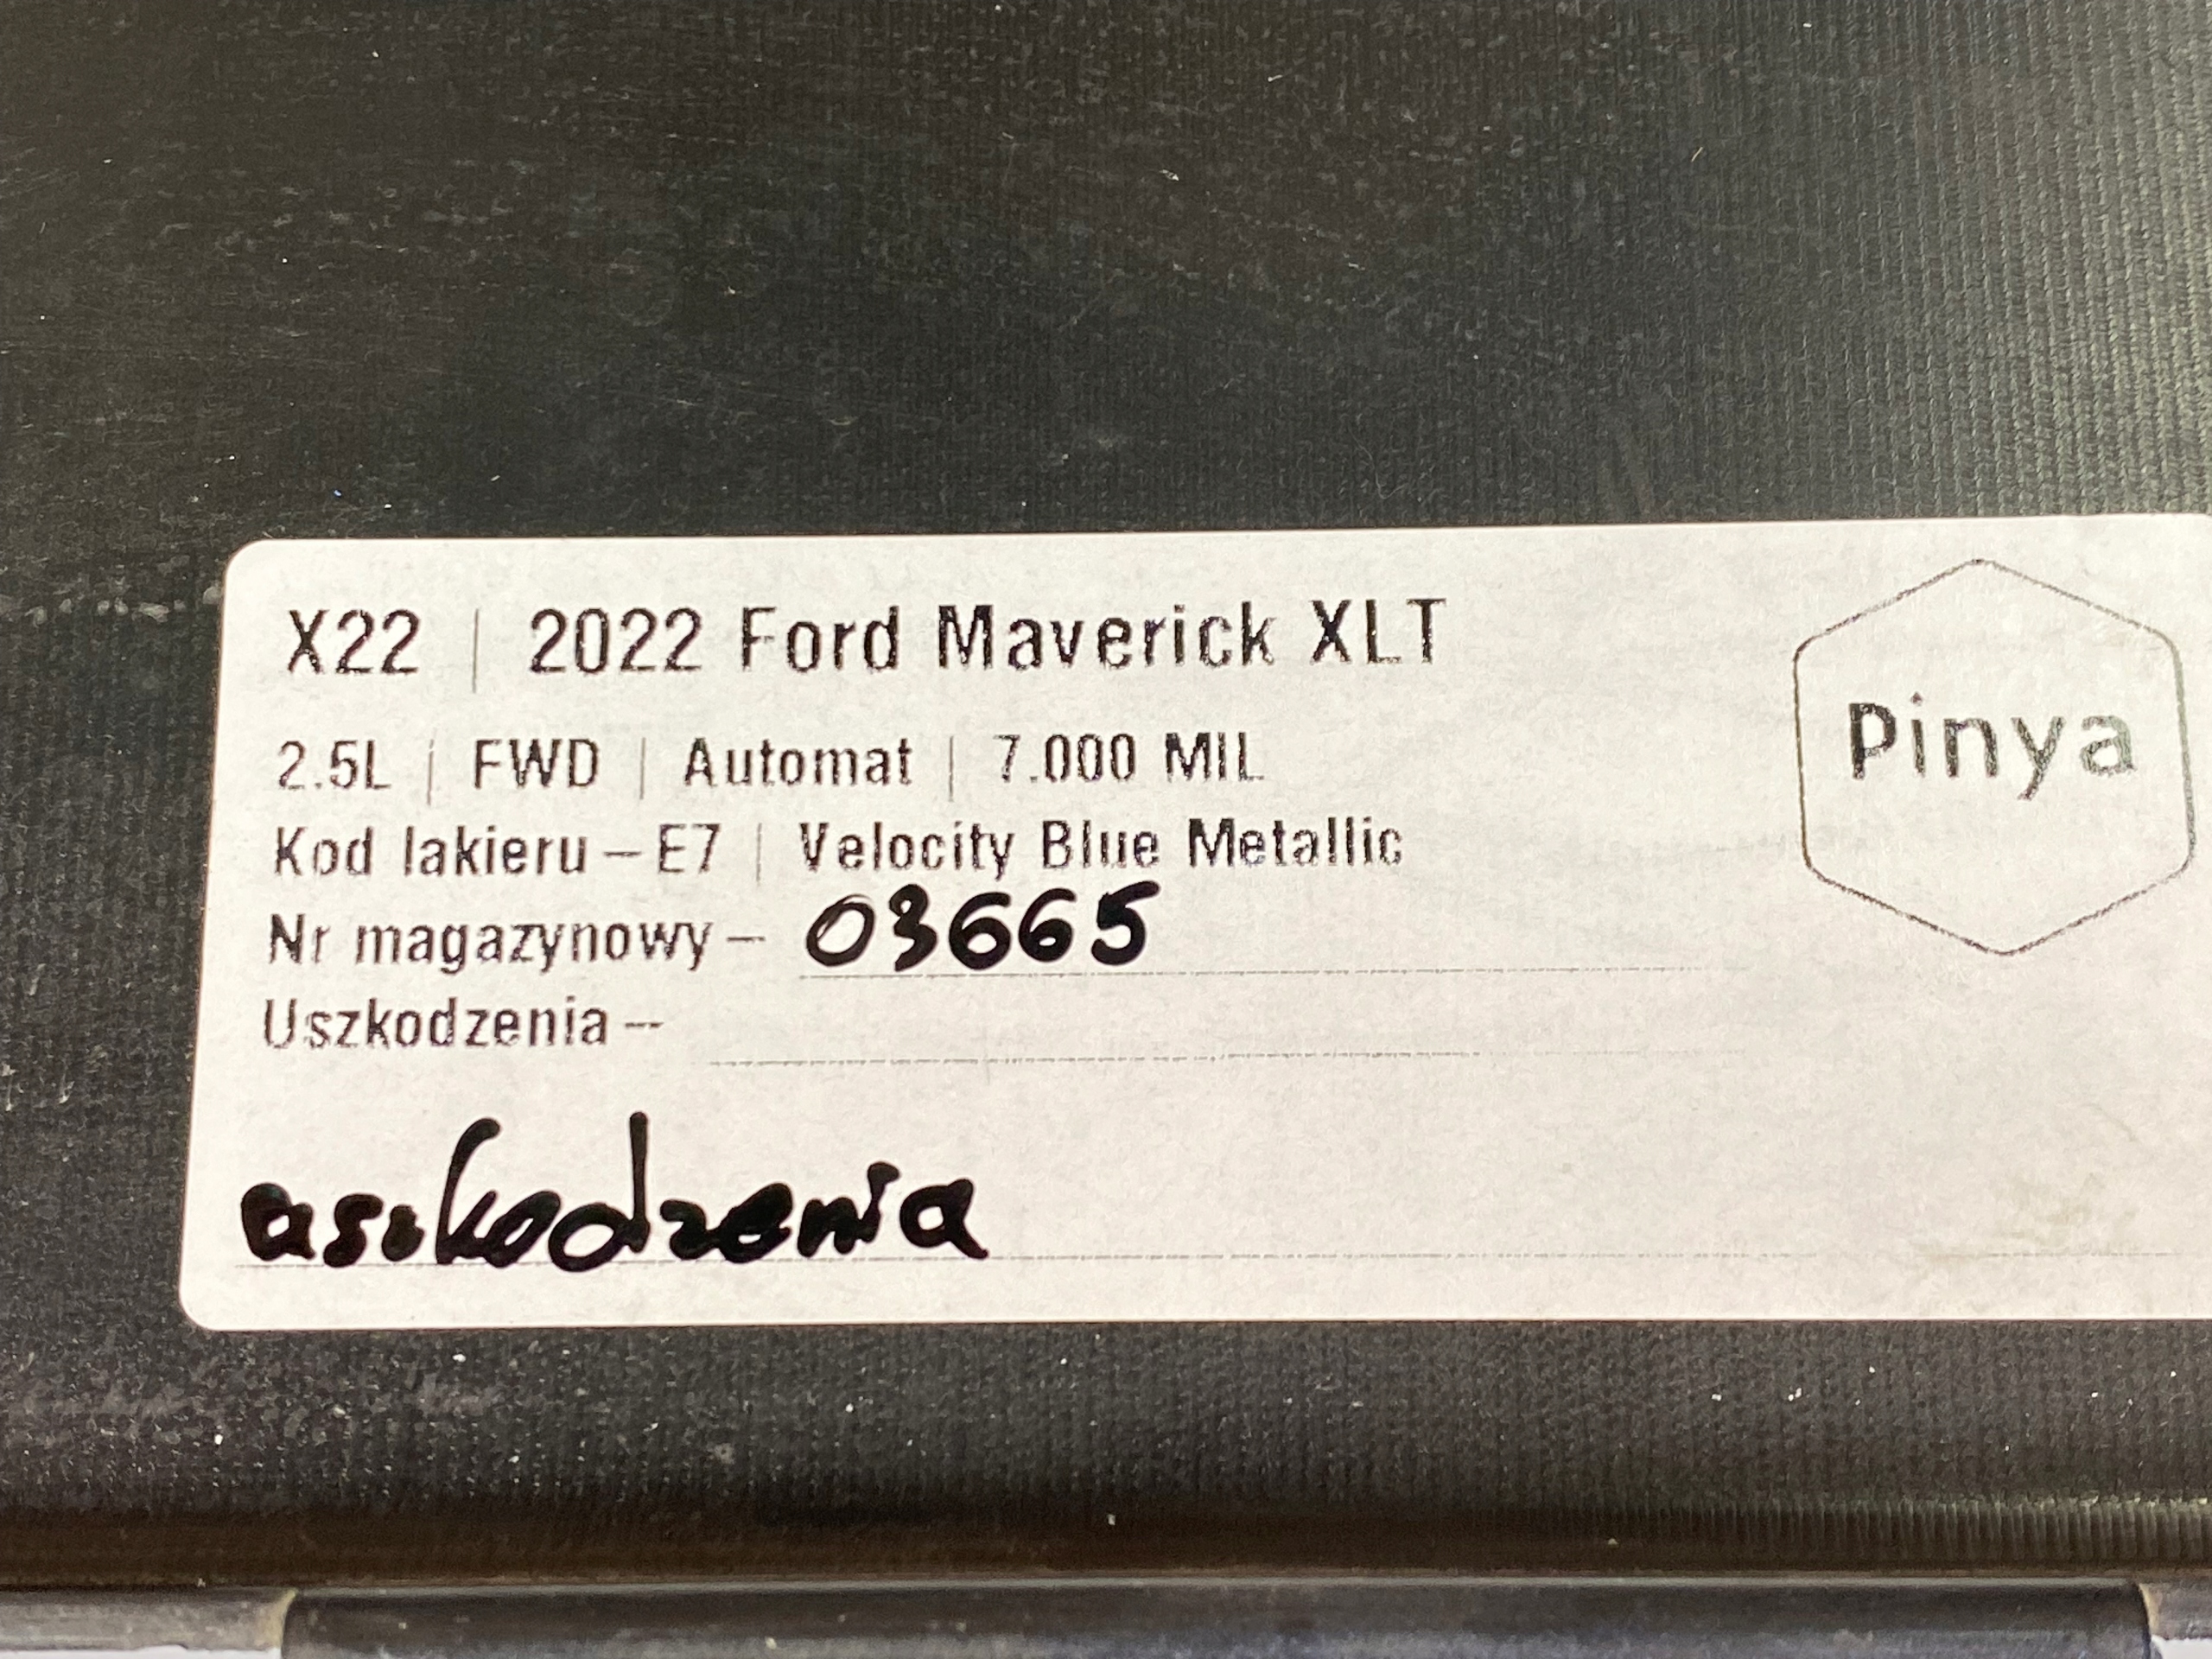 X22 | 2022 Ford Maverick XLT
Pinya
2.5L | FWD | Automat | 7.000 MIL
Kod lakieru – E7 | Velocity Blue Metallic
Nr magazynowy – 03665
Uszkodzenia –
uszkodzenia